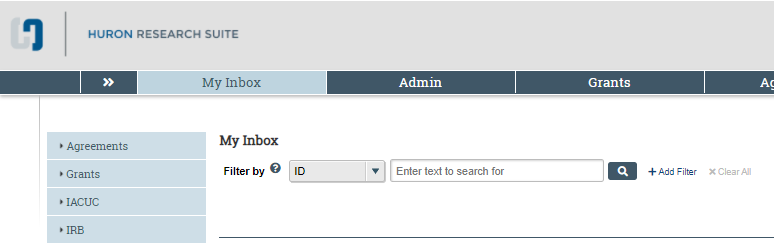 HURON RESEARCH SUITE
» My Inbox Admin Grants
Agreements
Grants
IACUC
IRB
My Inbox
Filter by ? ID Enter text to search for + Add Filter × Clear All